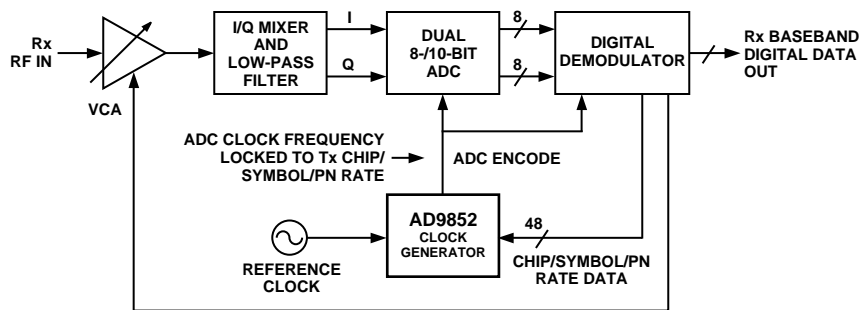 Rx
RF IN
VCA
I/Q MIXER
AND
LOW-PASS
FILTER
I
Q
DUAL
8-/10-BIT
ADC
8
8
DIGITAL
DEMODULATOR
Rx BASEBAND
DIGITAL DATA
OUT
ADC CLOCK FREQUENCY
LOCKED TO Tx CHIP/
SYMBOL/PN RATE
ADC ENCODE
AD9852
CLOCK
GENERATOR
48
CHIP/SYMBOL/PN
RATE DATA
REFERENCE
CLOCK